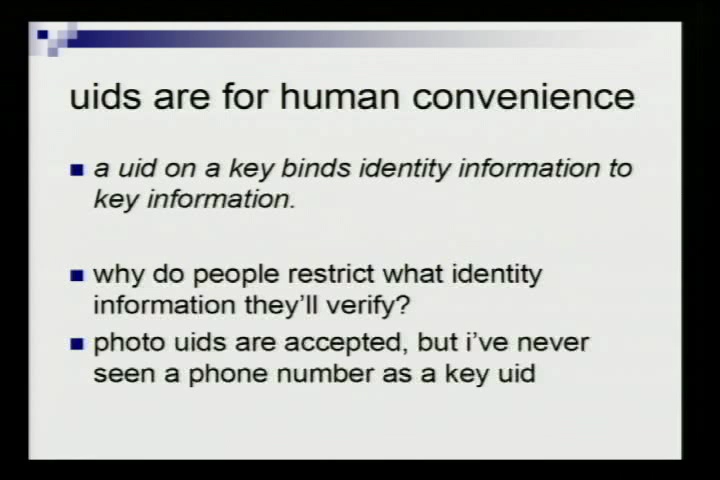 uids are for human convenience
a uid on a key binds identity information to
key information.
why do people restrict what identity
information they'll verify?
photo uids are accepted, but i've never
seen a phone number as a key uid